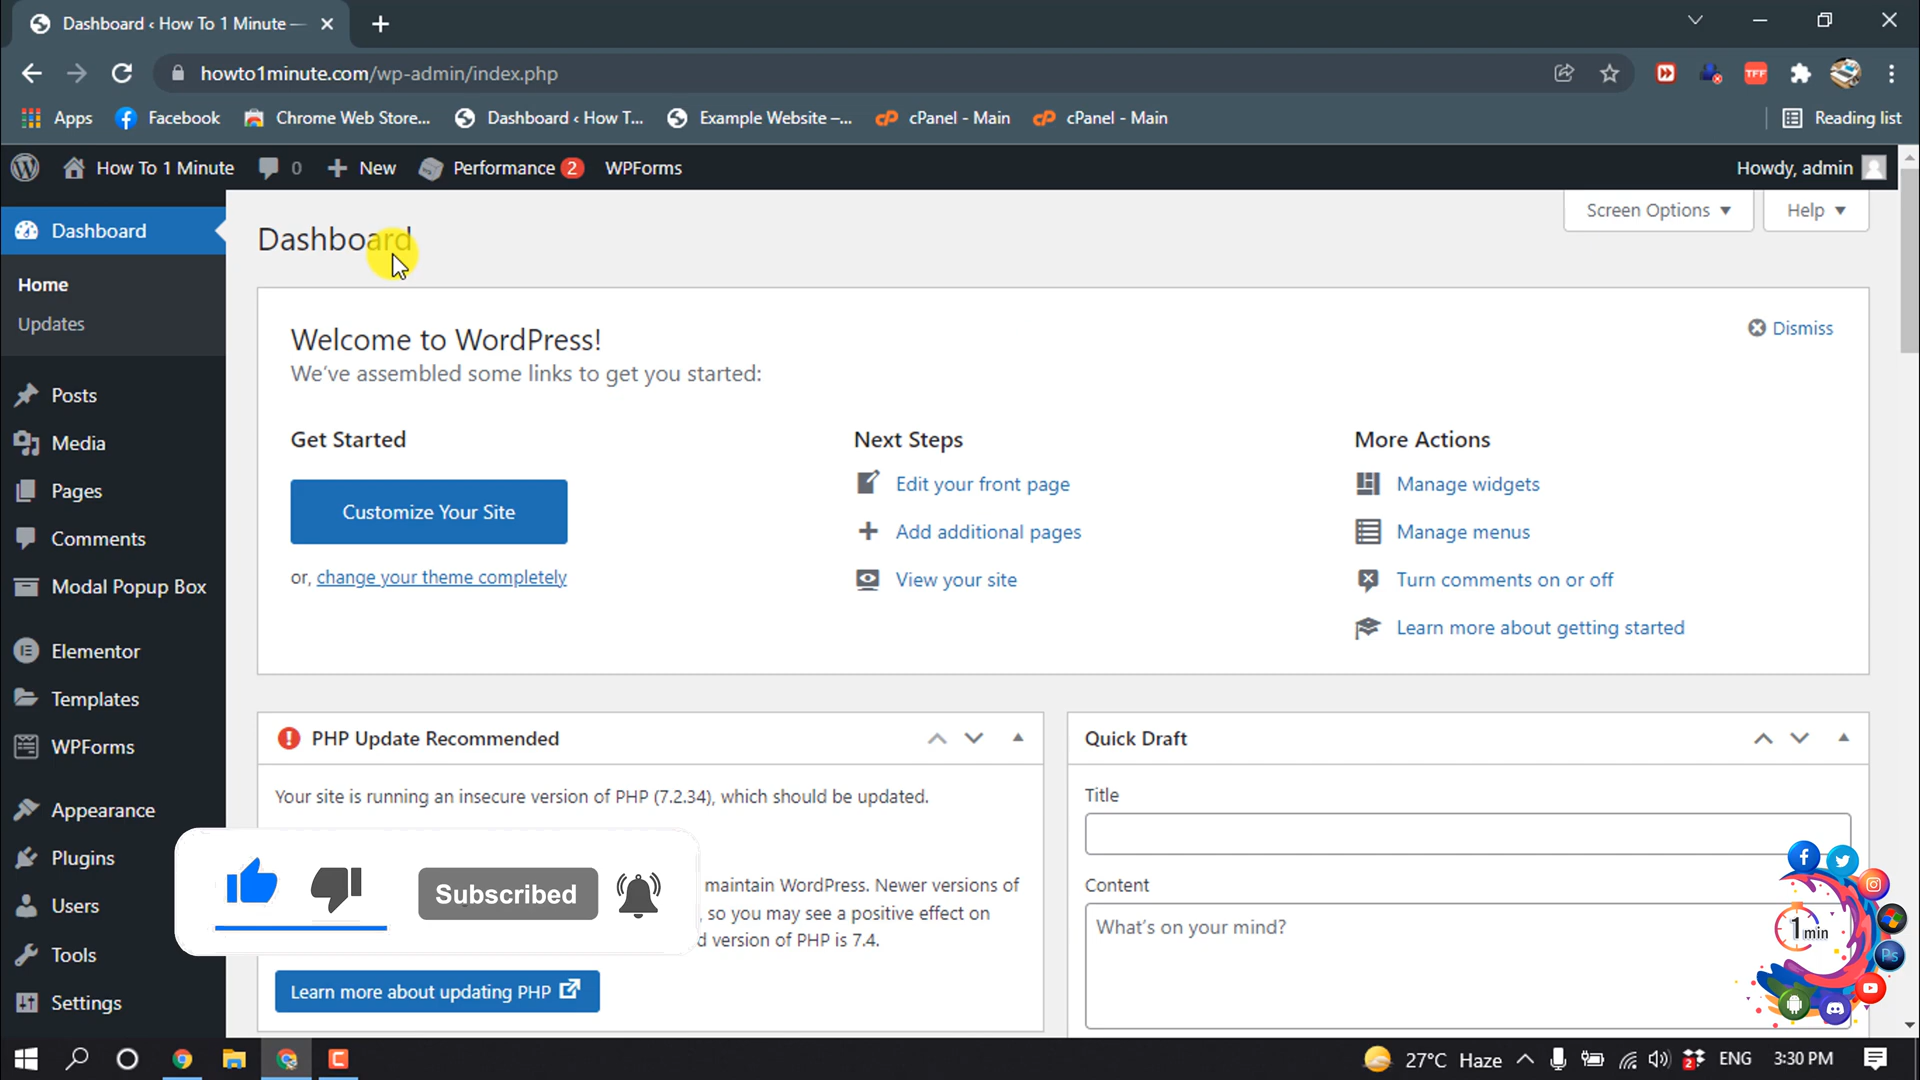 Dashboard ‹ How To 1 Minute —
howto1minute.com/wp-admin/index.php
Apps
Facebook
Chrome Web Store...
Dashboard ‹ How T...
Example Website –...
cPanel - Main
cPanel - Main
Reading list
How To 1 Minute
0
New
Performance 2
WPForms
Howdy, admin
Screen Options
Help
Dashboard
Home
Updates
Posts
Media
Pages
Comments
Modal Popup Box
Elementor
Templates
WPForms
Appearance
Plugins
Users
Tools
Settings
Dashboard
Welcome to WordPress!
We've assembled some links to get you started:
Dismiss
Get Started
Customize Your Site
or, change your theme completely
Next Steps
Edit your front page
Add additional pages
View your site
More Actions
Manage widgets
Manage menus
Turn comments on or off
Learn more about getting started
PHP Update Recommended
Your site is running an insecure version of PHP (7.2.34), which should be updated.
maintain WordPress. Newer versions of
, so you may see a positive effect on
d version of PHP is 7.4.
Learn more about updating PHP
Subscribed
Quick Draft
Title
Content
What's on your mind?
1 min
Ps
TFF
27°C Haze
2
ENG
3:30 PM